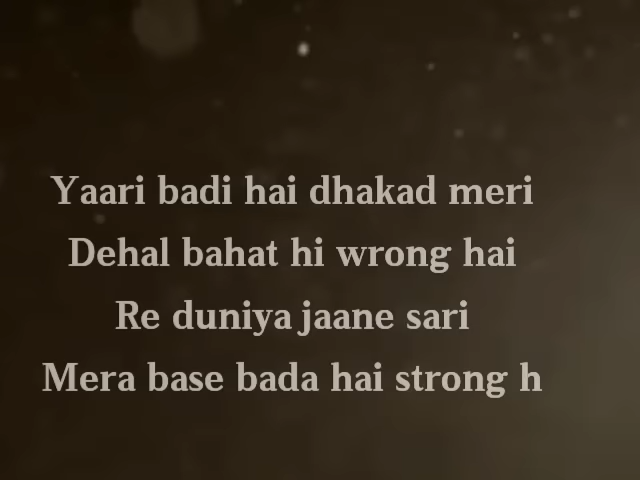 Yaari badi hai dhakad meri
Dehal bahat hi wrong hai
Re duniya jaane sari
Mera base bada hai strong h